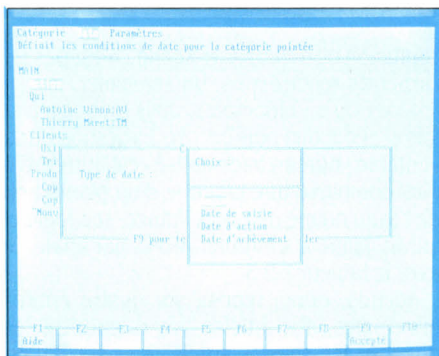 Catégorie Paramètres
Définit les conditions de date pour la catégorie pointée
MAIN
Qui
Antoine Vinon:AV
Thierry Maret:TM
Clients
Choix :
Type de date :
Date de saisie
Date d'action
Date d'achèvement
F9 pour te
ler
F1 F2 F3 F4 F5 F6 F7 F8 F9 F10
Aide Accepte